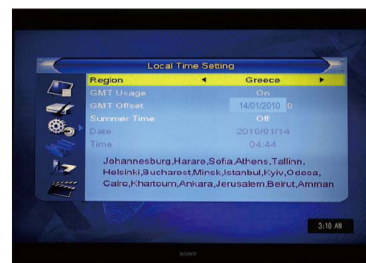 Local Time Setting
Region Greece
GMT Usage On
GMT Offset 14/01/2010 0
Summer Time Off
Date 2010/01/14
Time 04:44
Johannesburg,Harare,Sofia,Athens,Tallinn,
Helsinki,Bucharest,Minsk,Istanbul,Kyiv,Odesa,
Cairo,Khartoum,Ankara,Jerusalem,Beirut,Amman
3:10 AM
SONY